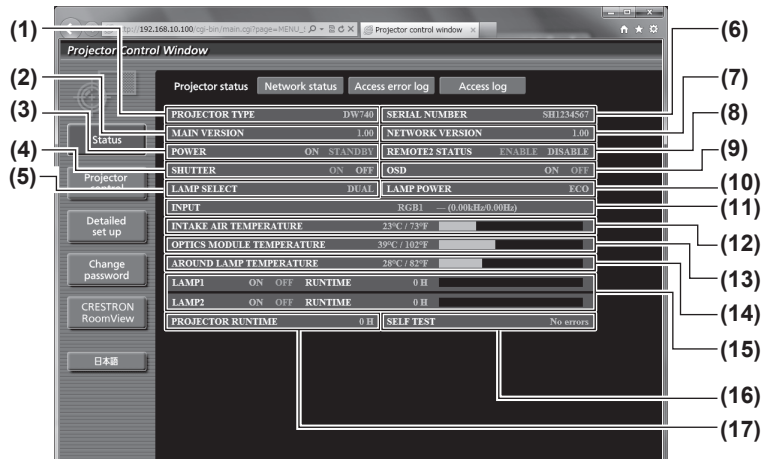 http://192.168.10.100/cgi-bin/main.cgi?page=MENU_S
Projector control window
Projector Control Window
Projector status
Network status
Access error log
Access log
Status
Projector control
Detailed
set up
Change
password
CRESTRON
RoomView
日本語
PROJECTOR TYPE DW740
SERIAL NUMBER SH1234567
MAIN VERSION 1.00
NETWORK VERSION 1.00
POWER ON STANDBY
REMOTE2 STATUS ENABLE DISABLE
SHUTTER ON OFF
OSD ON OFF
LAMP SELECT DUAL
LAMP POWER ECO
INPUT RGB1 — (0.00kHz/0.00Hz)
INTAKE AIR TEMPERATURE 23°C / 73°F
OPTICS MODULE TEMPERATURE 39°C / 102°F
AROUND LAMP TEMPERATURE 28°C / 82°F
LAMP1 ON OFF RUNTIME 0 H
LAMP2 ON OFF RUNTIME 0 H
PROJECTOR RUNTIME 0 H
SELF TEST No errors
(1)
(2)
(3)
(4)
(5)
(6)
(7)
(8)
(9)
(10)
(11)
(12)
(13)
(14)
(15)
(16)
(17)